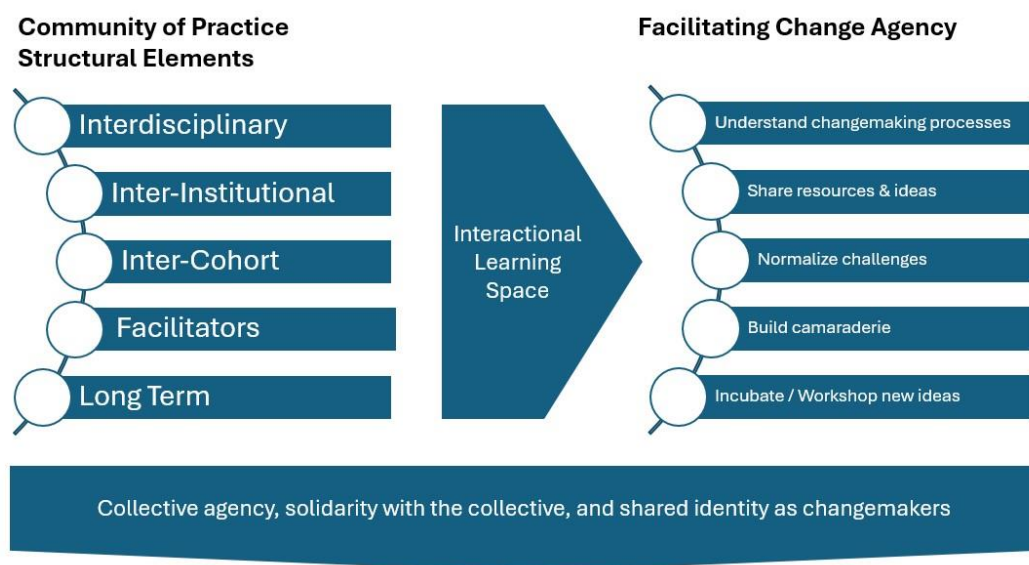 Community of Practice
Structural Elements
Interdisciplinary
Inter-Institutional
Inter-Cohort
Facilitators
Long Term
Interactional
Learning
Space
Facilitating Change Agency
Understand changemaking processes
Share resources & ideas
Normalize challenges
Build camaraderie
Incubate / Workshop new ideas
Collective agency, solidarity with the collective, and shared identity as changemakers